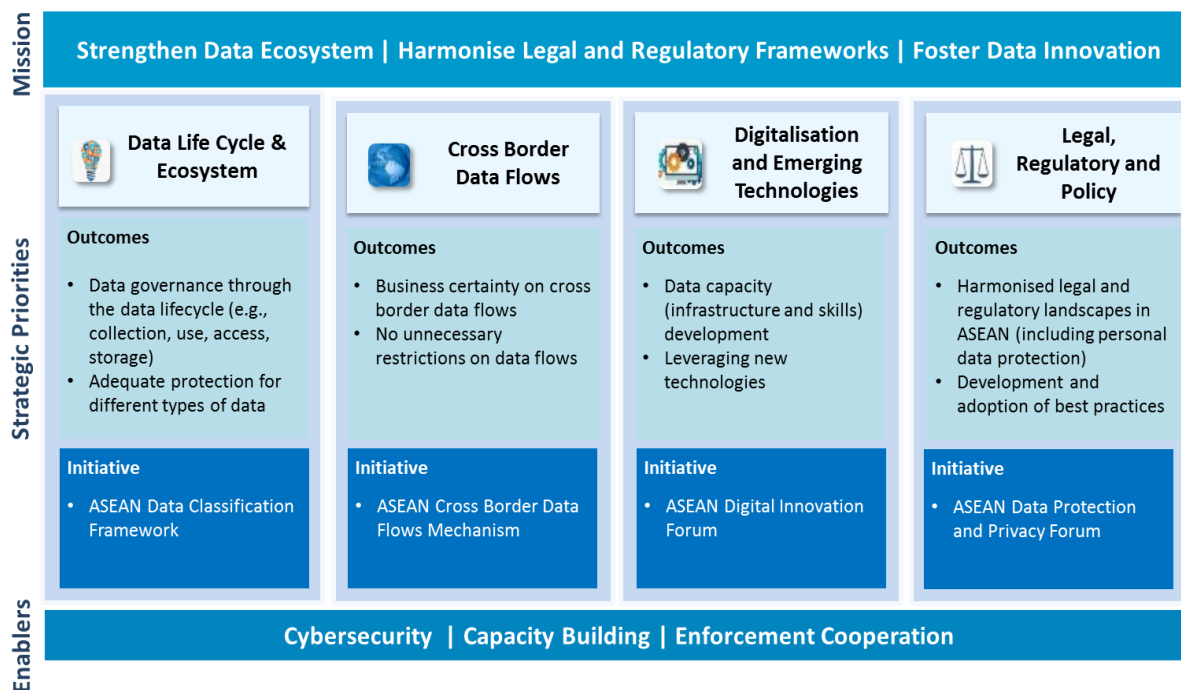 Mission
Strengthen Data Ecosystem | Harmonise Legal and Regulatory Frameworks | Foster Data Innovation
Strategic Priorities
Data Life Cycle &
Ecosystem
Outcomes
• Data governance through
the data lifecycle (e.g.,
collection, use, access,
storage)
• Adequate protection for
different types of data
Initiative
• ASEAN Data Classification
Framework
Cross Border
Data Flows
Outcomes
• Business certainty on cross
border data flows
• No unnecessary
restrictions on data flows
Initiative
• ASEAN Cross Border Data
Flows Mechanism
Digitalisation
and Emerging
Technologies
Outcomes
• Data capacity
(infrastructure and skills)
development
• Leveraging new
technologies
Initiative
• ASEAN Digital Innovation
Forum
Legal,
Regulatory and
Policy
Outcomes
• Harmonised legal and
regulatory landscapes in
ASEAN (including personal
data protection)
• Development and
adoption of best practices
Initiative
• ASEAN Data Protection
and Privacy Forum
Enablers
Cybersecurity | Capacity Building | Enforcement Cooperation